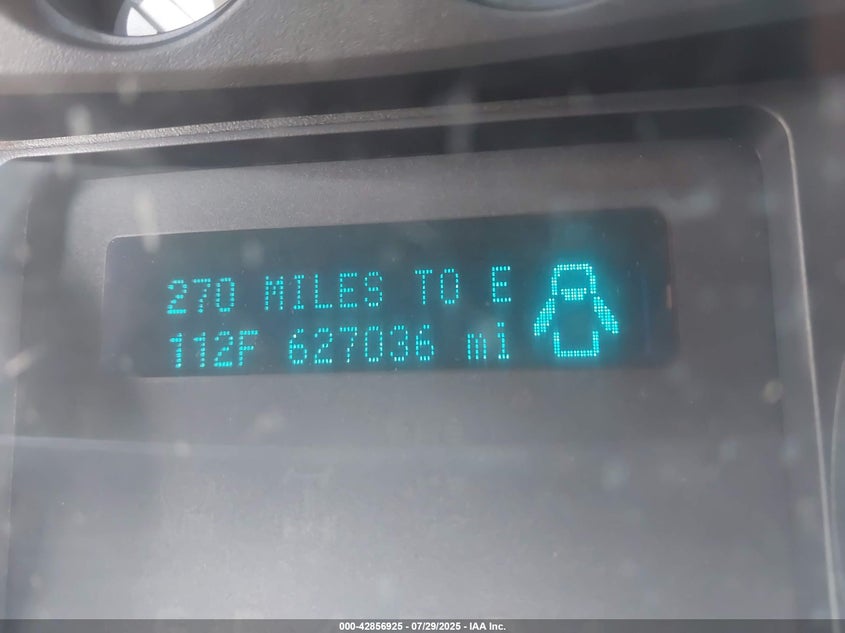 270 MILES TO E
112F 627036 mi
000-42856925 - 07/29/2025 - IAA Inc.